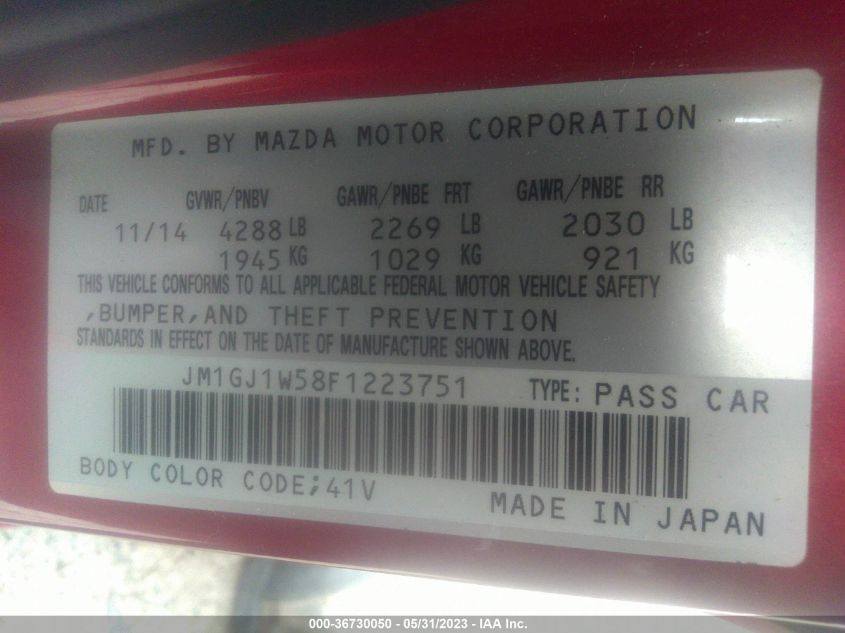 MFD. BY MAZDA MOTOR CORPORATION
DATE GVWR/PNBV GAWR/PNBE FRT GAWR/PNBE RR
11/14 4288 LB 2269 LB 2030 LB
1945 KG 1029 KG 921 KG
THIS VEHICLE CONFORMS TO ALL APPLICABLE FEDERAL MOTOR VEHICLE SAFETY
,BUMPER,AND THEFT PREVENTION
STANDARDS IN EFFECT ON THE DATE OF MANUFACTURE SHOWN ABOVE.
JM1GJ1W58F1223751 TYPE: PASS CAR
BODY COLOR CODE;41V
MADE IN JAPAN
000-36730050 - 05/31/2023 - IAA Inc.